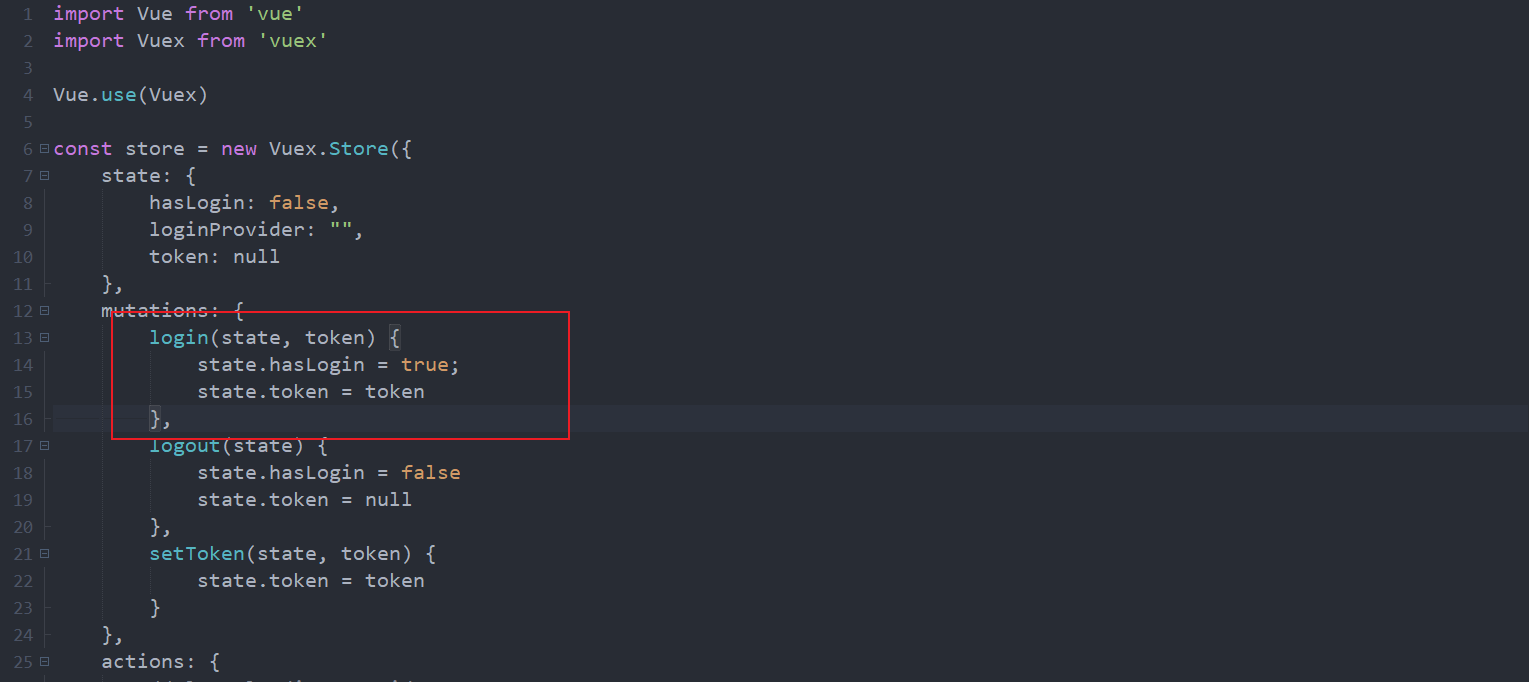 1 import Vue from 'vue'
2 import Vuex from 'vuex'
3
4 Vue.use(Vuex)
5
6 const store = new Vuex.Store({
7     state: {
8         hasLogin: false,
9         loginProvider: "",
10         token: null
11     },
12     mutations: {
13         login(state, token) {
14             state.hasLogin = true;
15             state.token = token
16         },
17         logout(state) {
18             state.hasLogin = false
19             state.token = null
20         },
21         setToken(state, token) {
22             state.token = token
23         }
24     },
25     actions: {